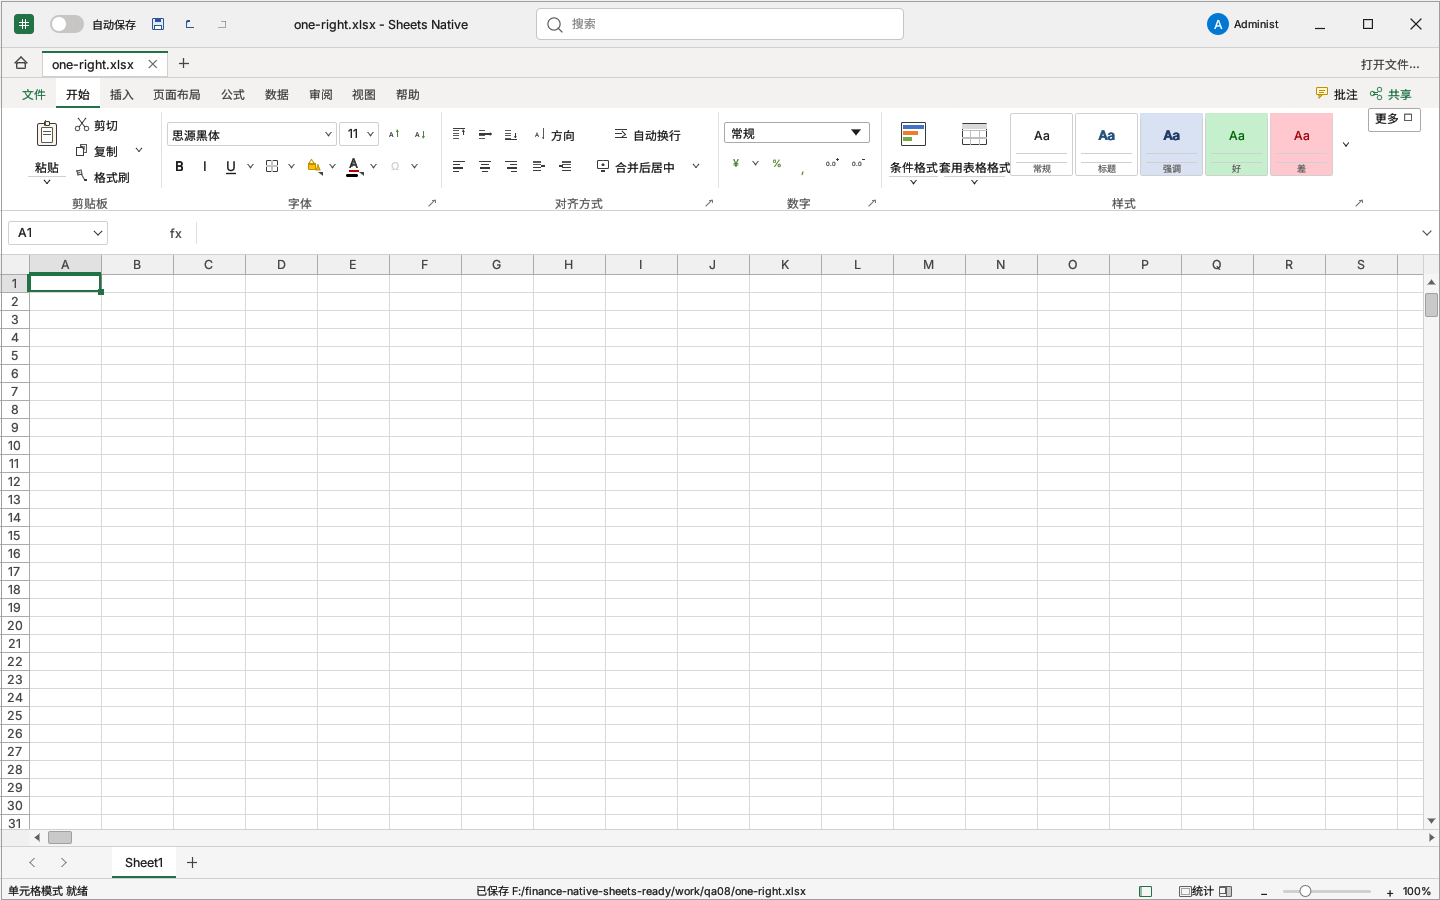 自动保存
one-right.xlsx - Sheets Native
搜索
A Administ
one-right.xlsx
打开文件...
文件 开始 插入 页面布局 公式 数据 审阅 视图 帮助 批注 共享
粘贴 剪切 复制 格式刷
剪贴板
思源黑体 11 A A
B I U A Ω
字体
方向 自动换行
合并后居中
对齐方式
常规
¥ % , 0.0 0.0
数字
条件格式 套用表格格式
Aa 常规
Aa 标题
Aa 强调
Aa 好
Aa 差
样式
更多
A1 fx
A B C D E F G H I J K L M N O P Q R S
1
2
3
4
5
6
7
8
9
10
11
12
13
14
15
16
17
18
19
20
21
22
23
24
25
26
27
28
29
30
31
Sheet1
单元格模式 就绪 已保存 F:/finance-native-sheets-ready/work/qa08/one-right.xlsx 统计 − + 100%